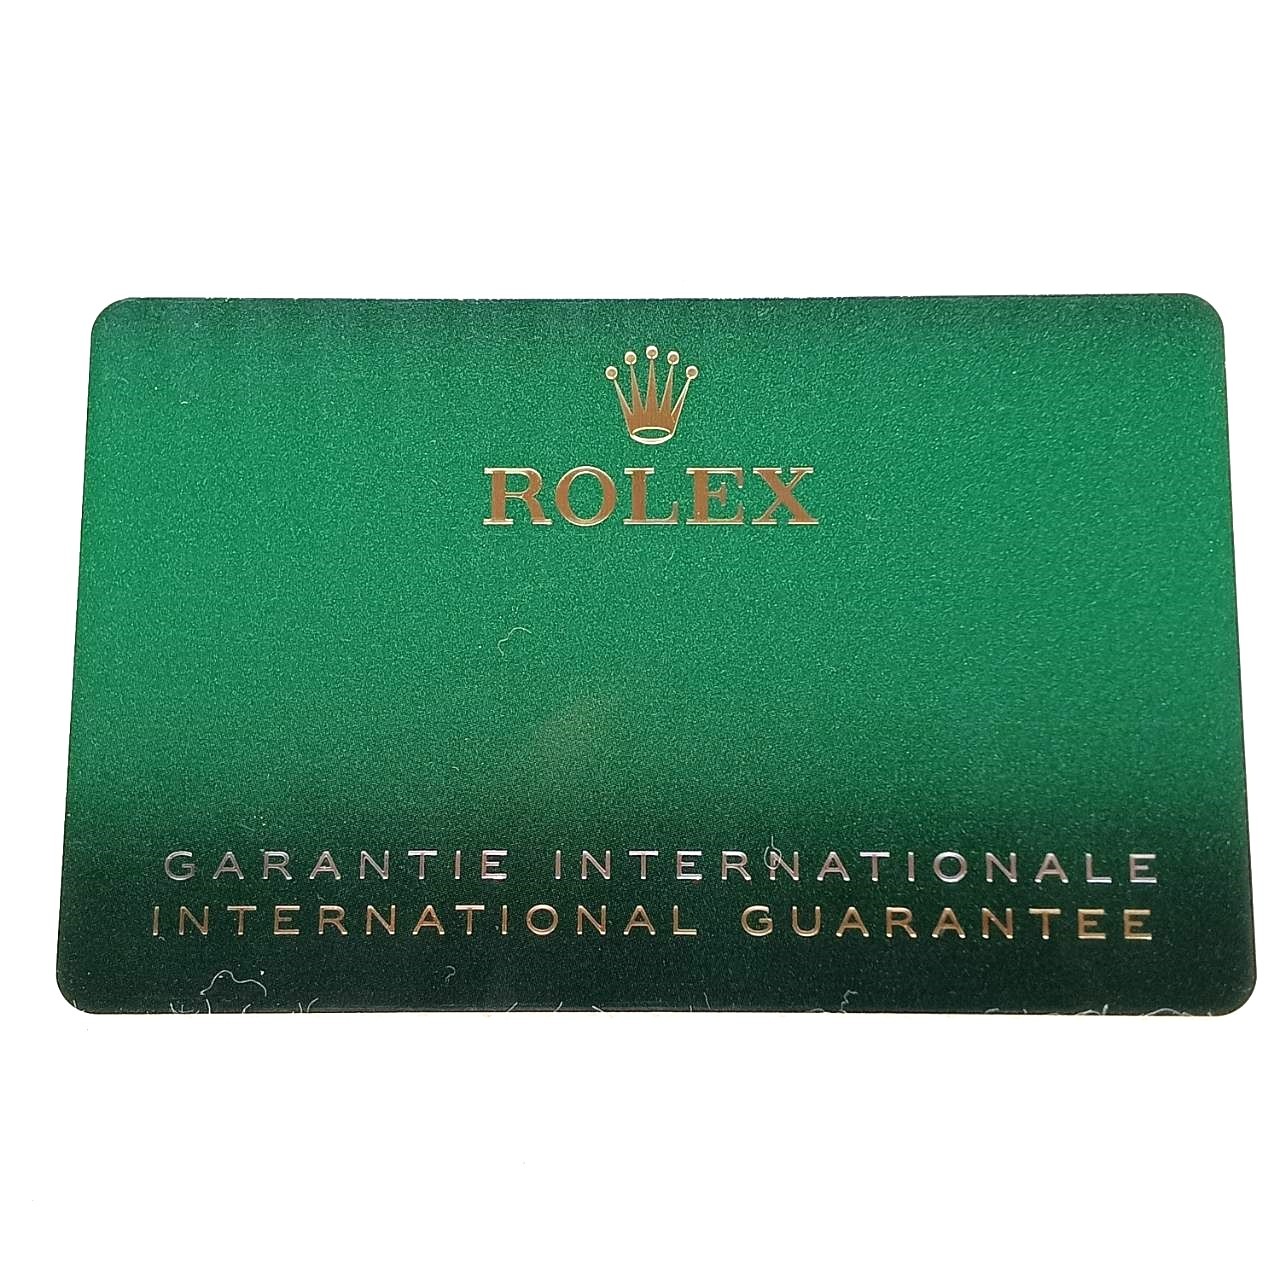 ROLEX
GARANTIE INTERNATIONALE
INTERNATIONAL GUARANTEE